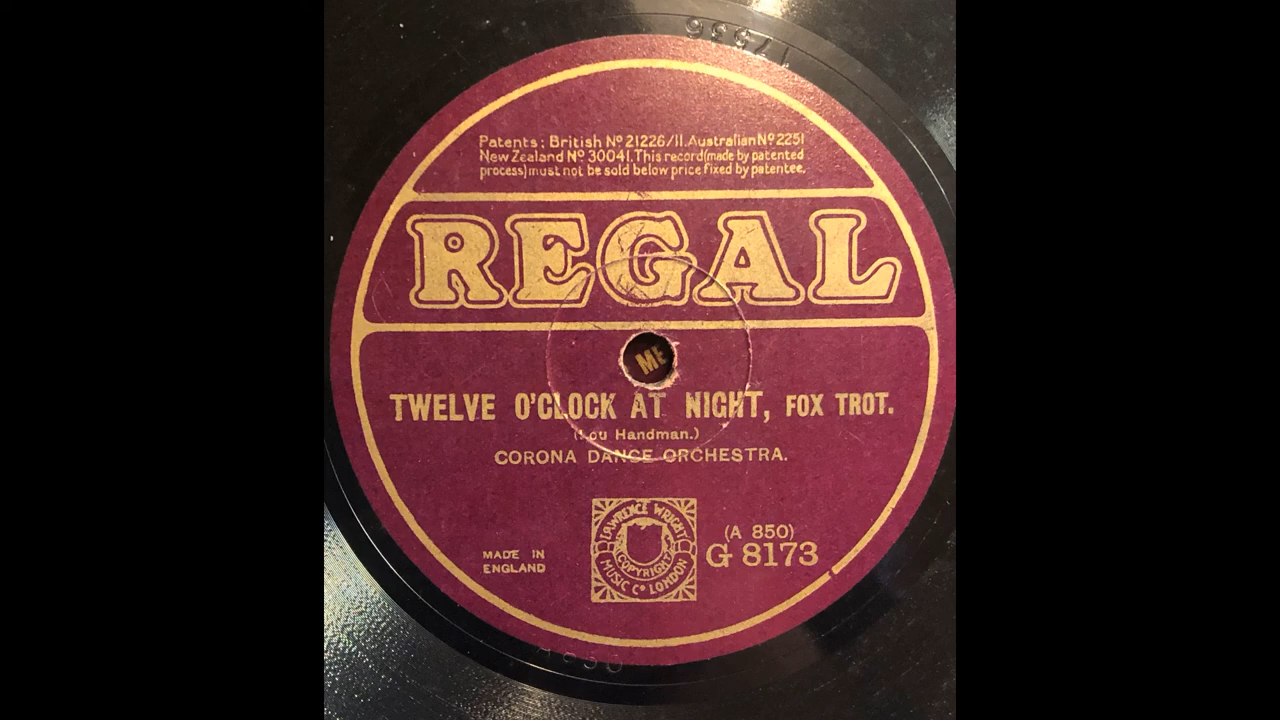 Patents: British Nº 21226/11. Australian Nº 2251
New Zealand Nº 30041. This record (made by patented
process) must not be sold below price fixed by patentee.
REGAL
ME
TWELVE O'CLOCK AT NIGHT, FOX TROT.
(Lou Handman.)
CORONA DANCE ORCHESTRA.
LAWRENCE WRIGHT
COPYRIGHT
MUSIC Cº LONDON
MADE IN
ENGLAND
(A 850)
G 8173